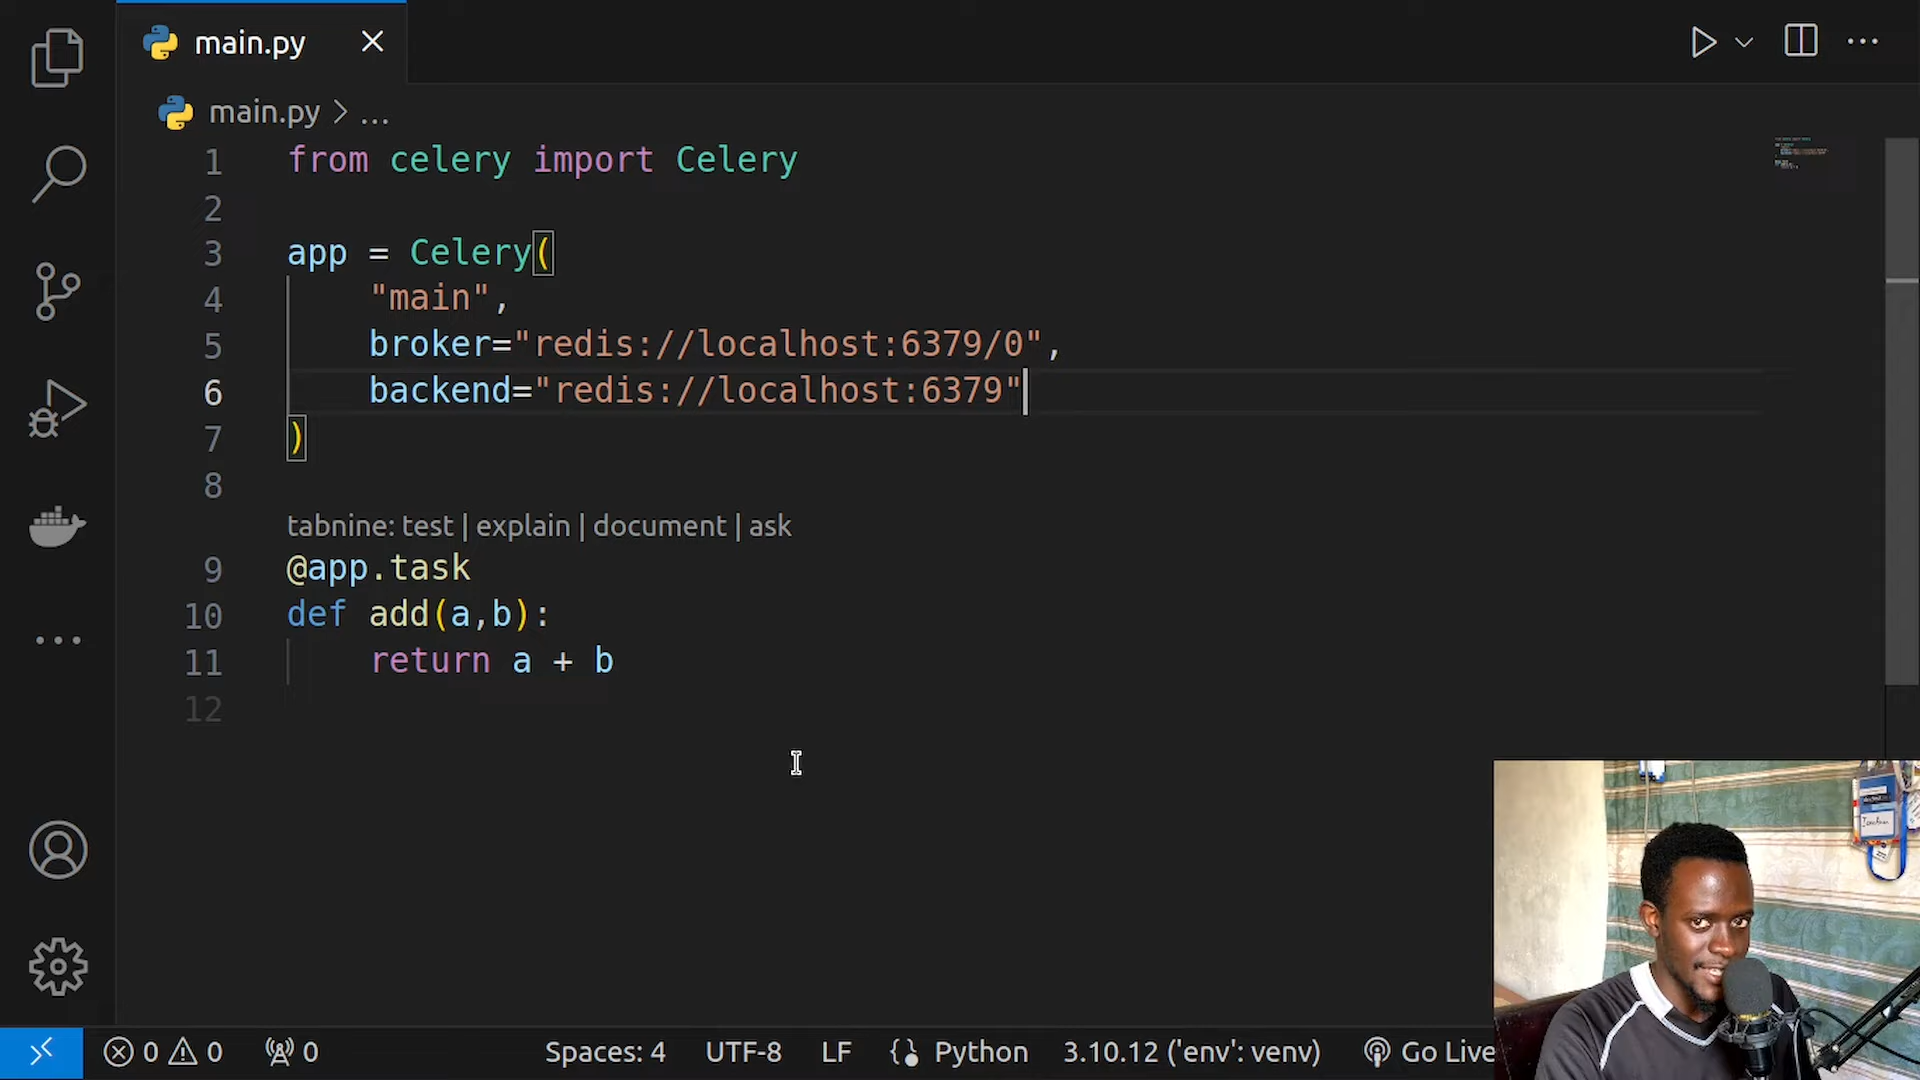 main.py
main.py > ...
1 from celery import Celery
2
3 app = Celery(
4 "main",
5 broker="redis://localhost:6379/0",
6 backend="redis://localhost:6379"
7 )
8
tabnine: test | explain | document | ask
9 @app.task
10 def add(a,b):
11 return a + b
12
0 0 0 Spaces: 4 UTF-8 LF Python 3.10.12 ('env': venv) Go Live